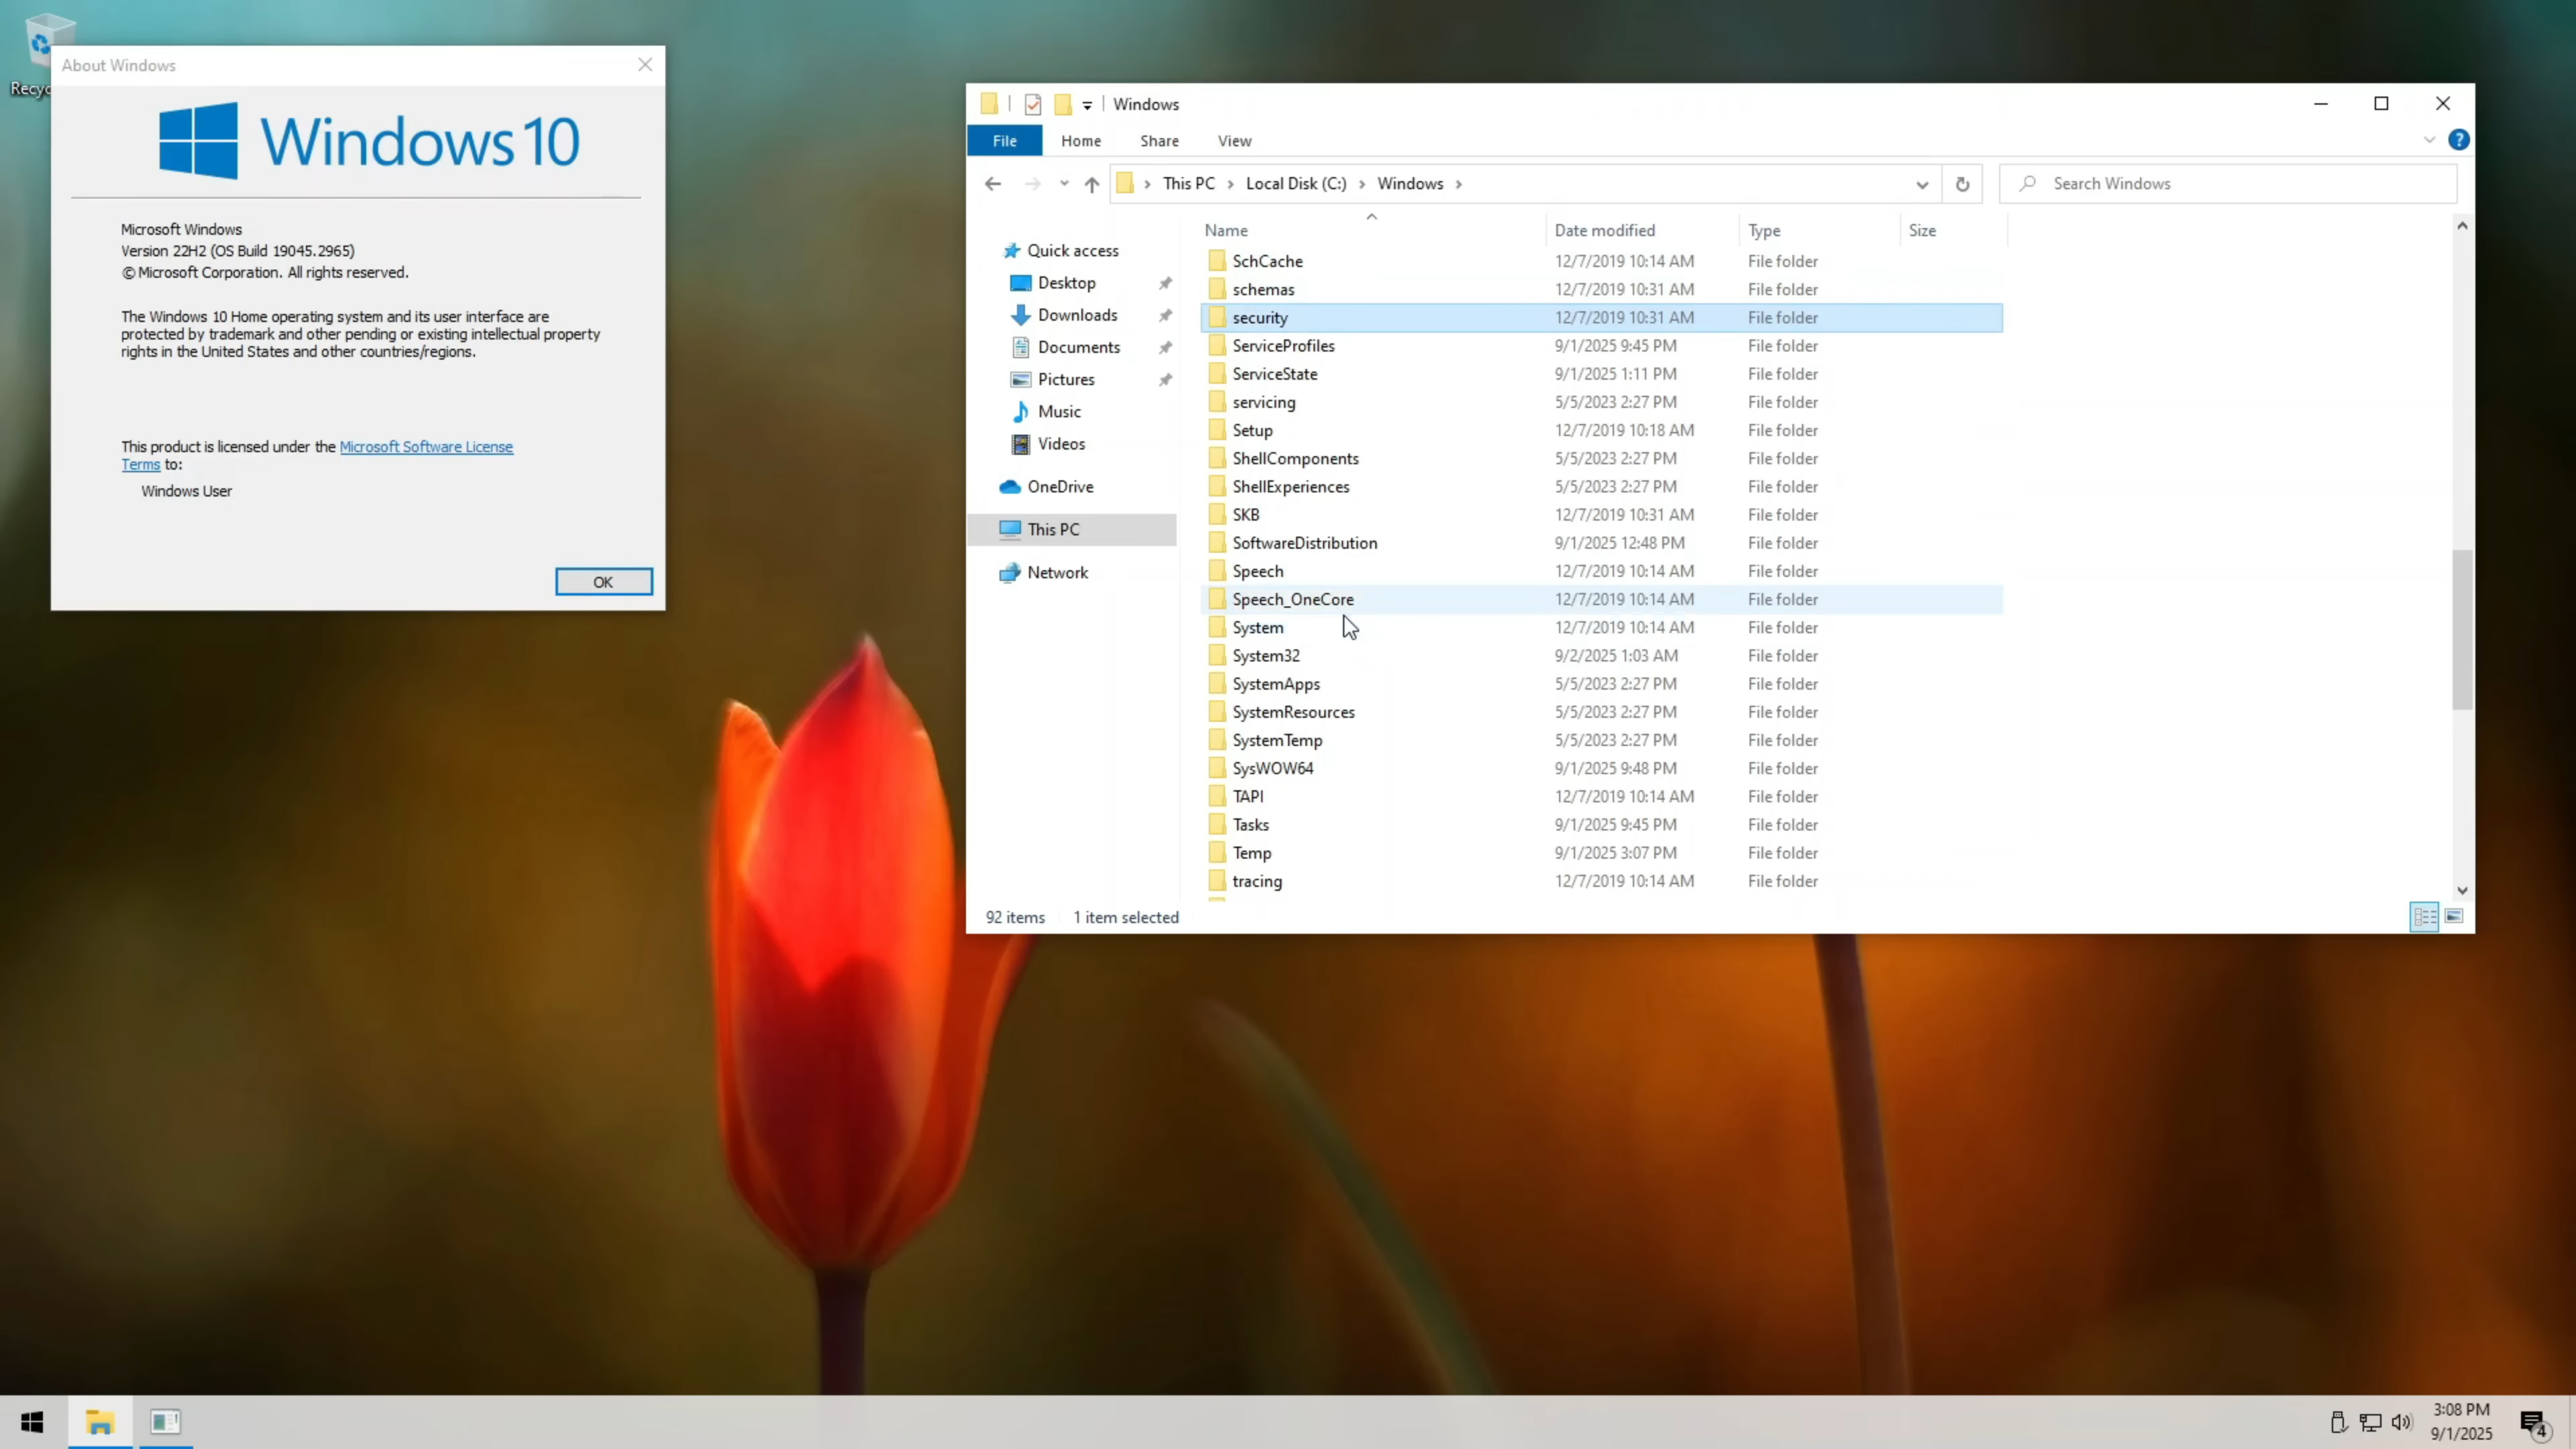 Recyc
About Windows
Windows 10
Microsoft Windows
Version 22H2 (OS Build 19045.2965)
© Microsoft Corporation. All rights reserved.
The Windows 10 Home operating system and its user interface are
protected by trademark and other pending or existing intellectual property
rights in the United States and other countries/regions.
This product is licensed under the Microsoft Software License
Terms to:
Windows User
OK
Windows
File Home Share View
This PC Local Disk (C:) Windows
Search Windows
Quick access
Desktop
Downloads
Documents
Pictures
Music
Videos
OneDrive
This PC
Network
Name Date modified Type Size
SchCache 12/7/2019 10:14 AM File folder
schemas 12/7/2019 10:31 AM File folder
security 12/7/2019 10:31 AM File folder
ServiceProfiles 9/1/2025 9:45 PM File folder
ServiceState 9/1/2025 1:11 PM File folder
servicing 5/5/2023 2:27 PM File folder
Setup 12/7/2019 10:18 AM File folder
ShellComponents 5/5/2023 2:27 PM File folder
ShellExperiences 5/5/2023 2:27 PM File folder
SKB 12/7/2019 10:31 AM File folder
SoftwareDistribution 9/1/2025 12:48 PM File folder
Speech 12/7/2019 10:14 AM File folder
Speech_OneCore 12/7/2019 10:14 AM File folder
System 12/7/2019 10:14 AM File folder
System32 9/2/2025 1:03 AM File folder
SystemApps 5/5/2023 2:27 PM File folder
SystemResources 5/5/2023 2:27 PM File folder
SystemTemp 5/5/2023 2:27 PM File folder
SysWOW64 9/1/2025 9:48 PM File folder
TAPI 12/7/2019 10:14 AM File folder
Tasks 9/1/2025 9:45 PM File folder
Temp 9/1/2025 3:07 PM File folder
tracing 12/7/2019 10:14 AM File folder
92 items 1 item selected
3:08 PM
9/1/2025
4